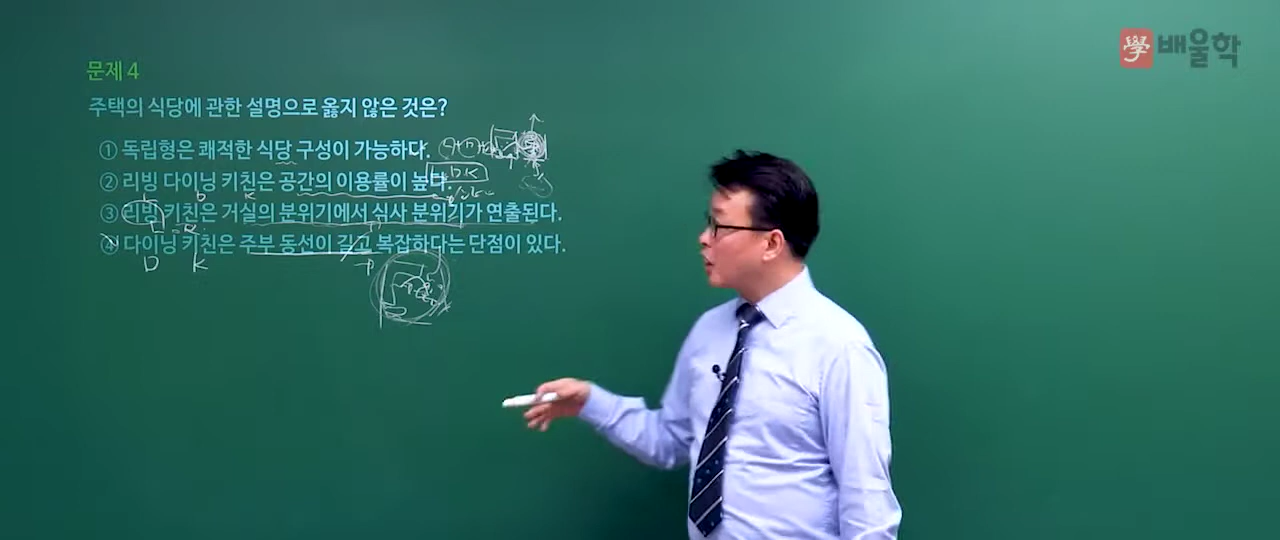 學 배울학
문제 4
주택의 식당에 관한 설명으로 옳지 않은 것은?
① 독립형은 쾌적한 식당 구성이 가능하다.
② 리빙 다이닝 키친은 공간의 이용률이 높다.
LDK
L D K
③ 리빙 키친은 거실의 분위기에서 식사 분위기가 연출된다.
④ 다이닝 키친은 주부 동선이 길고 복잡하다는 단점이 있다.
D K